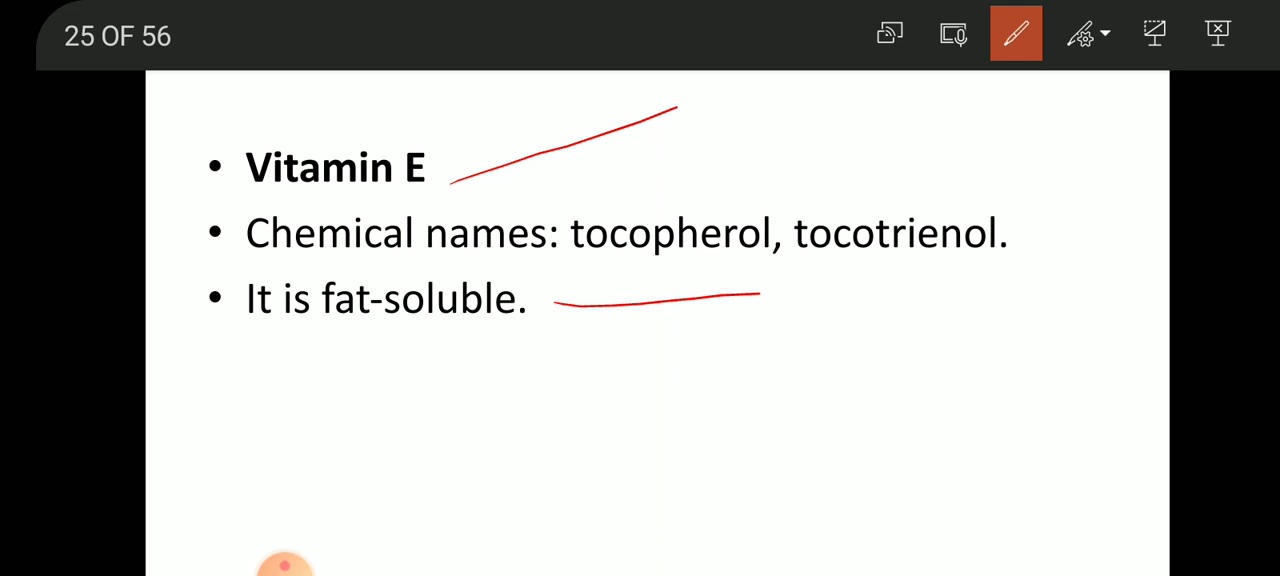 25 OF 56
• Vitamin E
• Chemical names: tocopherol, tocotrienol.
• It is fat-soluble.